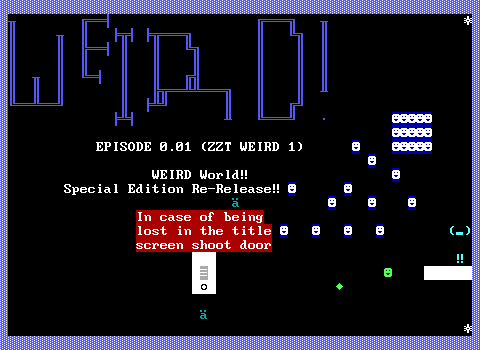 WEIRD!
EPISODE 0.01 (ZZT WEIRD 1)
WEIRD World!!
Special Edition Re-Release!!
ä
In case of being
lost in the title
screen shoot door
!!
ä